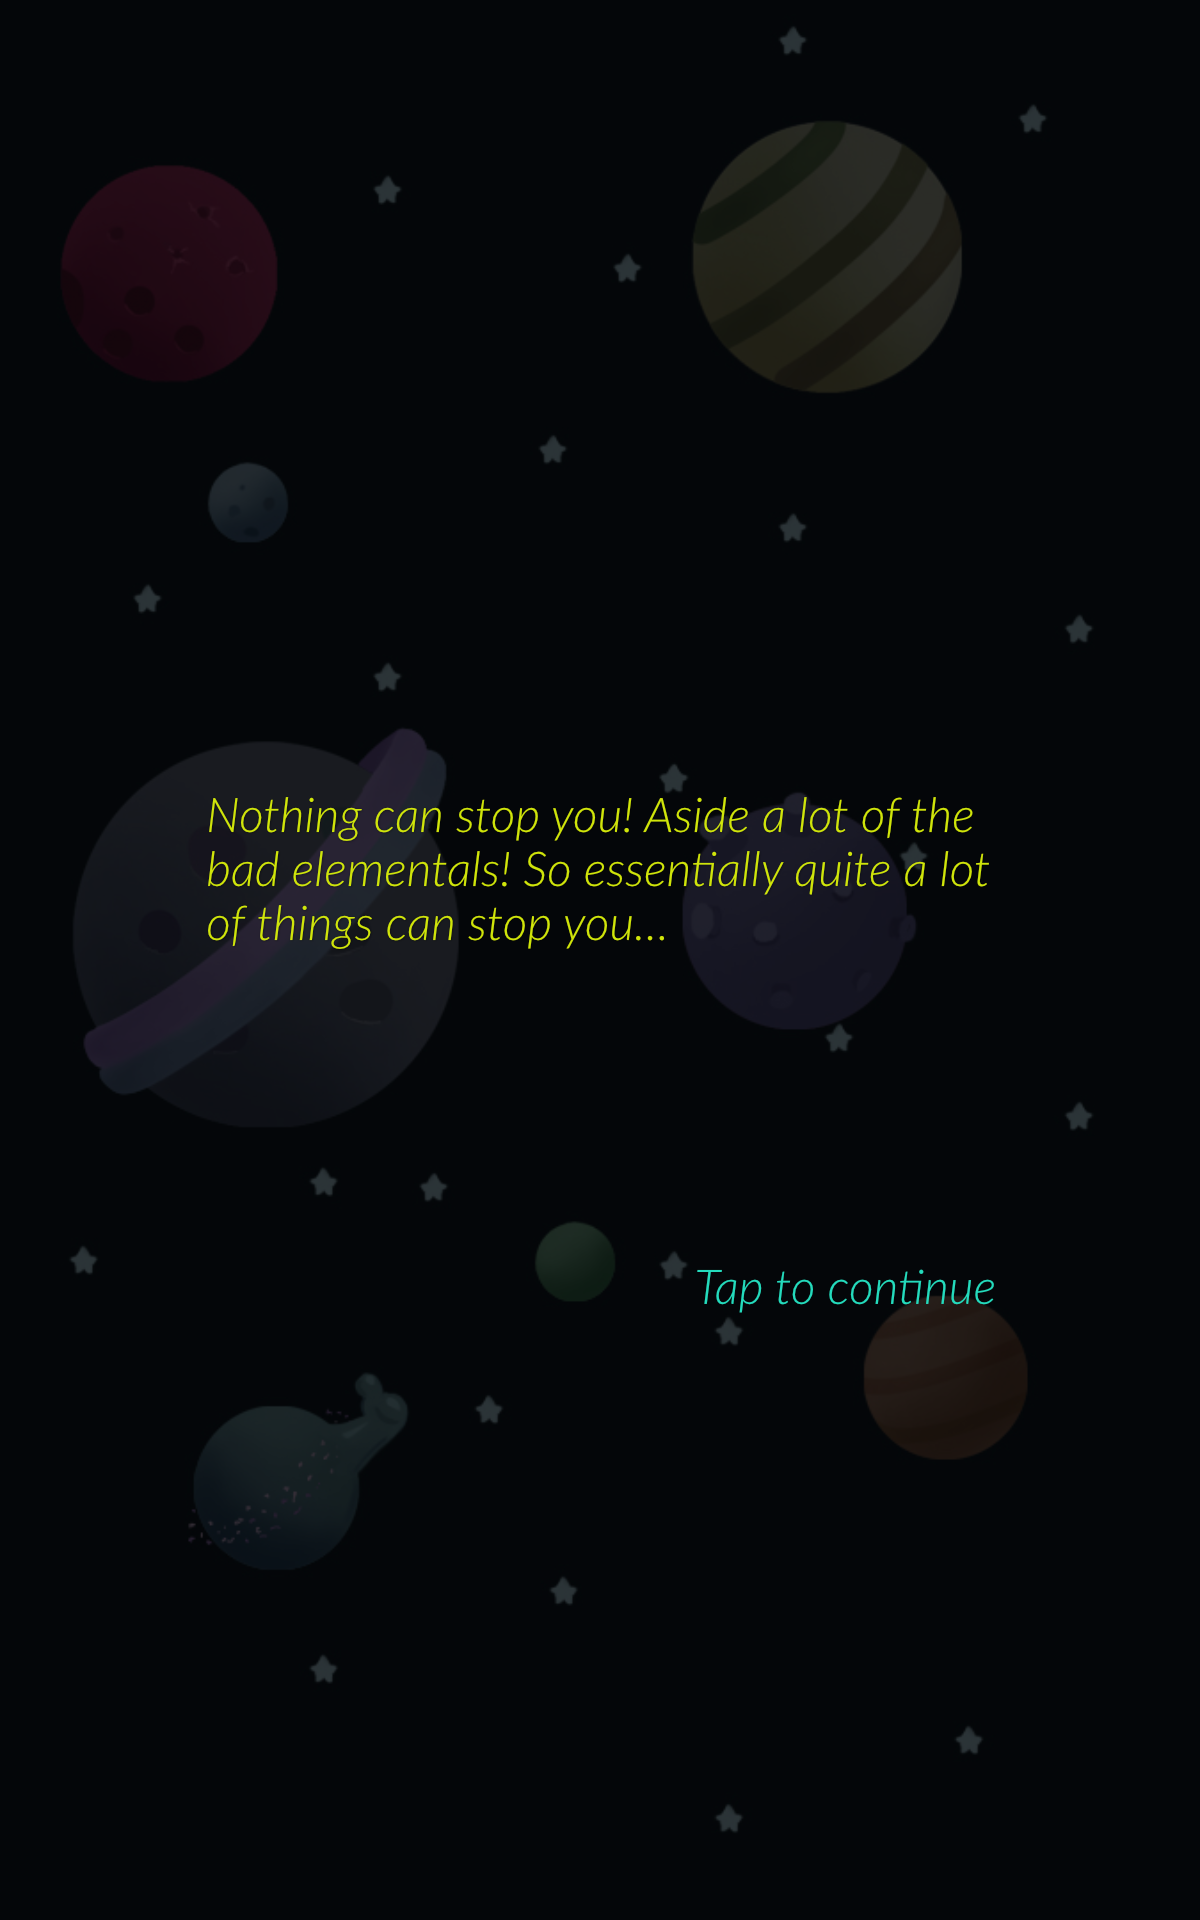 Nothing can stop you! Aside a lot of the
bad elementals! So essentially quite a lot
of things can stop you...
Tap to continue